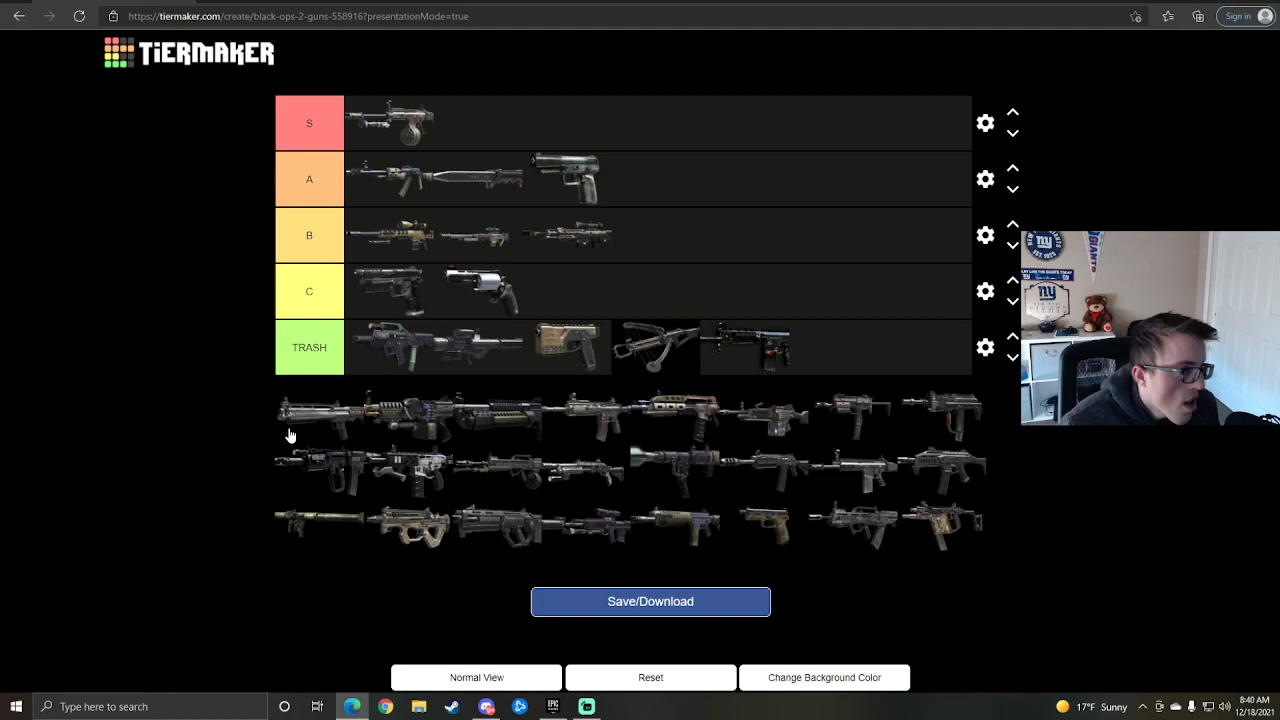 https://tiermaker.com/create/black-ops-2-guns-558916?presentationMode=true
Sign in
TiERMAKER
S
A
B
C
TRASH
Save/Download
Normal View
Reset
Change Background Color
Type here to search
EPIC
17°F Sunny
8:40 AM
12/18/2021